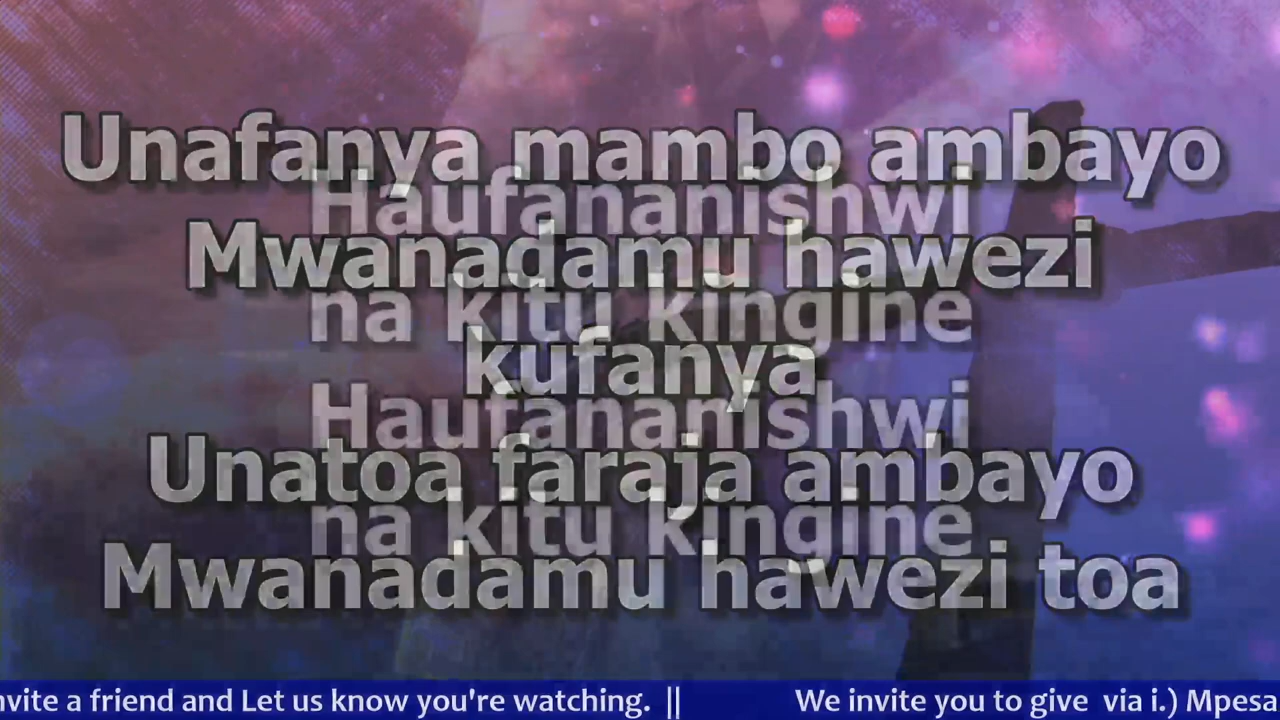 Unafanya mambo ambayo
Haufananishwi
Mwanadamu hawezi
na kitu kingine
kufanya
Haufananishwi
Unatoa faraja ambayo
na kitu kingine
Mwanadamu hawezi toa
nvite a friend and Let us know you're watching. || We invite you to give via i.) Mpesa